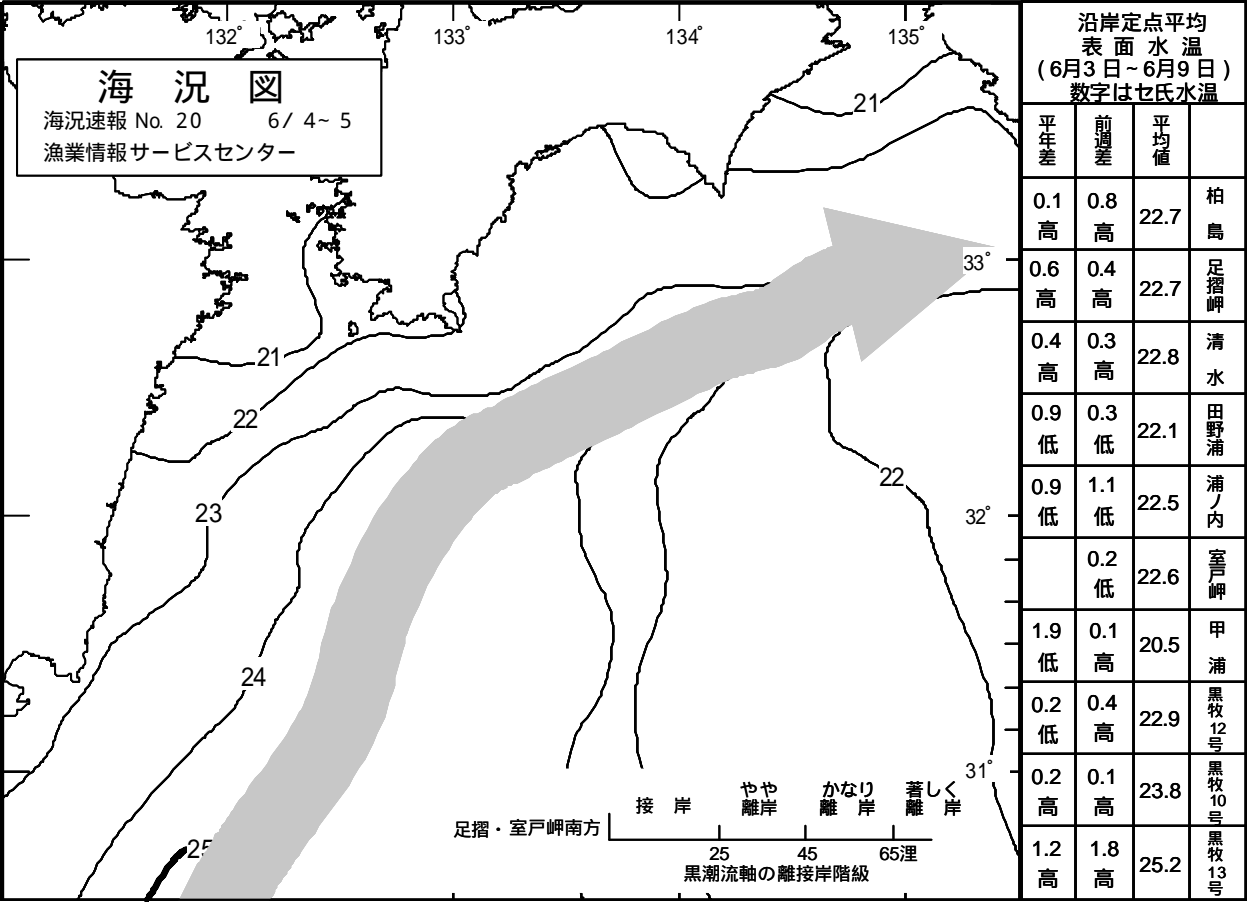 132° 133° 134° 135°
海 況 図
海況速報 No. 20 6/ 4~ 5
漁業情報サービスセンター
21
33°
21
22
22
23
32°
24
31°
25
接 岸 やや離岸 かなり離 岸 著しく離 岸
足摺・室戸岬南方
25 45 65浬
黒潮流軸の離接岸階級
沿岸定点平均
表 面 水 温
( 6月3 日~6月9 日 )
数字はセ氏水温
平年差 前週差 平均値
0.1高 0.8高 22.7 柏 島
0.6高 0.4高 22.7 足摺岬
0.4高 0.3高 22.8 清 水
0.9低 0.3低 22.1 田野浦
0.9低 1.1低 22.5 浦ノ内
0.2低 22.6 室戸岬
1.9低 0.1高 20.5 甲 浦
0.2低 0.4高 22.9 黒牧12号
0.2高 0.1高 23.8 黒牧10号
1.2高 1.8高 25.2 黒牧13号